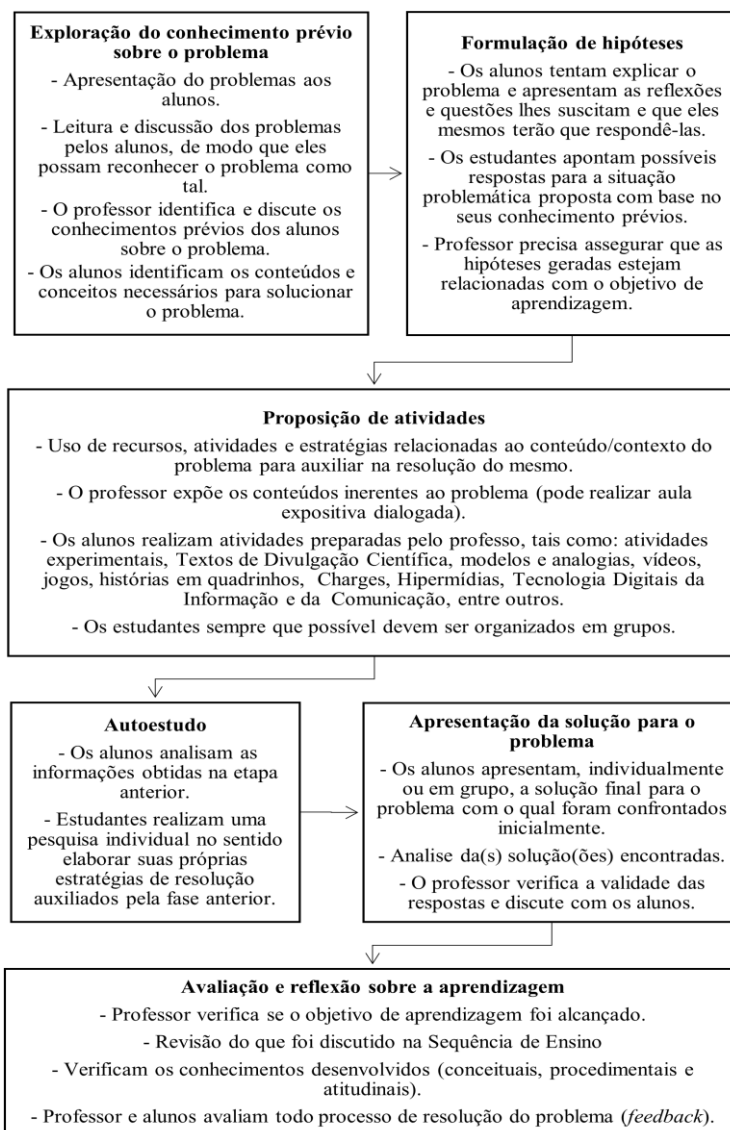 Exploração do conhecimento prévio
sobre o problema
- Apresentação do problemas aos
alunos.
- Leitura e discussão dos problemas
pelos alunos, de modo que eles
possam reconhecer o problema como
tal.
- O professor identifica e discute os
conhecimentos prévios dos alunos
sobre o problema.
- Os alunos identificam os conteúdos e
conceitos necessários para solucionar
o problema.
Formulação de hipóteses
- Os alunos tentam explicar o
problema e apresentam as reflexões
e questões lhes suscitam e que eles
mesmos terão que respondê-las.
- Os estudantes apontam possíveis
respostas para a situação
problemática proposta com base no
seus conhecimento prévios.
- Professor precisa assegurar que as
hipóteses geradas estejam
relacionadas com o objetivo de
aprendizagem.
Proposição de atividades
- Uso de recursos, atividades e estratégias relacionadas ao conteúdo/contexto do
problema para auxiliar na resolução do mesmo.
- O professor expõe os conteúdos inerentes ao problema (pode realizar aula
expositiva dialogada).
- Os alunos realizam atividades preparadas pelo professo, tais como: atividades
experimentais, Textos de Divulgação Científica, modelos e analogias, vídeos,
jogos, histórias em quadrinhos, Charges, Hipermídias, Tecnologia Digitais da
Informação e da Comunicação, entre outros.
- Os estudantes sempre que possível devem ser organizados em grupos.
Autoestudo
- Os alunos analisam as
informações obtidas na etapa
anterior.
- Estudantes realizam uma
pesquisa individual no sentido
elaborar suas próprias
estratégias de resolução
auxiliados pela fase anterior.
Apresentação da solução para o
problema
- Os alunos apresentam, individualmente
ou em grupo, a solução final para o
problema com o qual foram confrontados
inicialmente.
- Analise da(s) solução(ões) encontradas.
- O professor verifica a validade das
respostas e discute com os alunos.
Avaliação e reflexão sobre a aprendizagem
- Professor verifica se o objetivo de aprendizagem foi alcançado.
- Revisão do que foi discutido na Sequência de Ensino
- Verificam os conhecimentos desenvolvidos (conceituais, procedimentais e
atitudinais).
- Professor e alunos avaliam todo processo de resolução do problema (feedback).